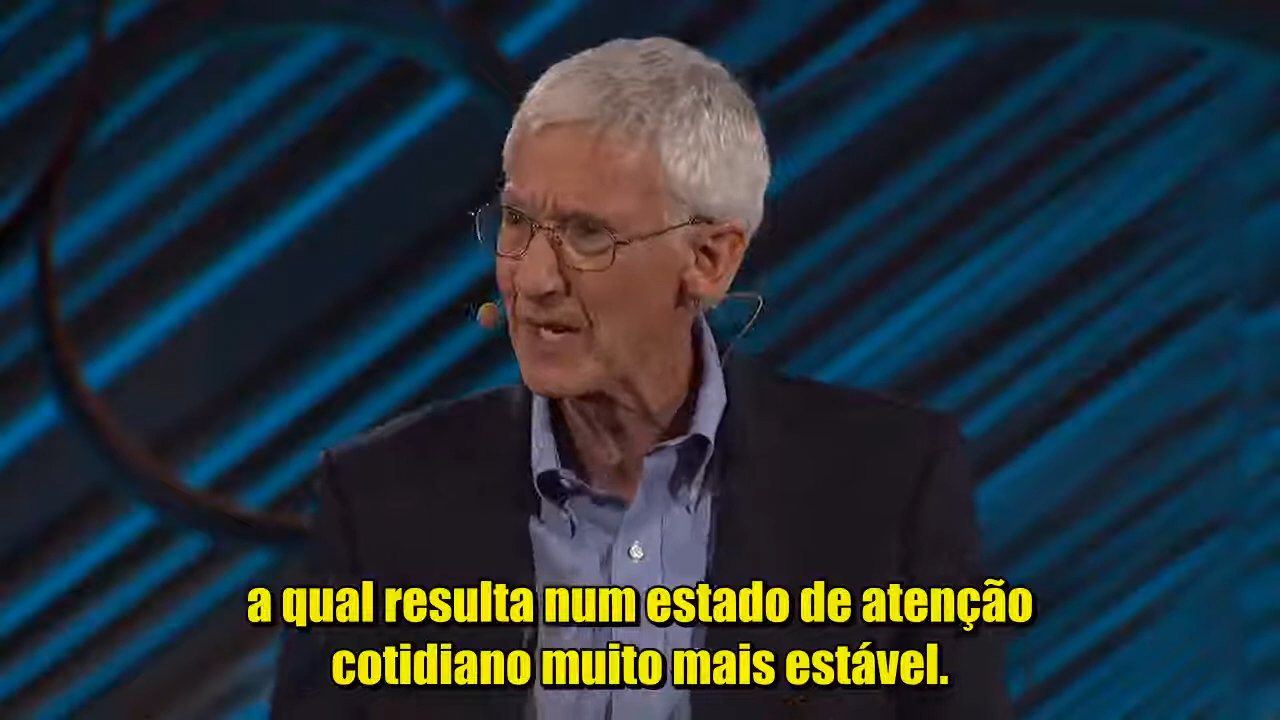 a qual resulta num estado de atenção
cotidiano muito mais estável.